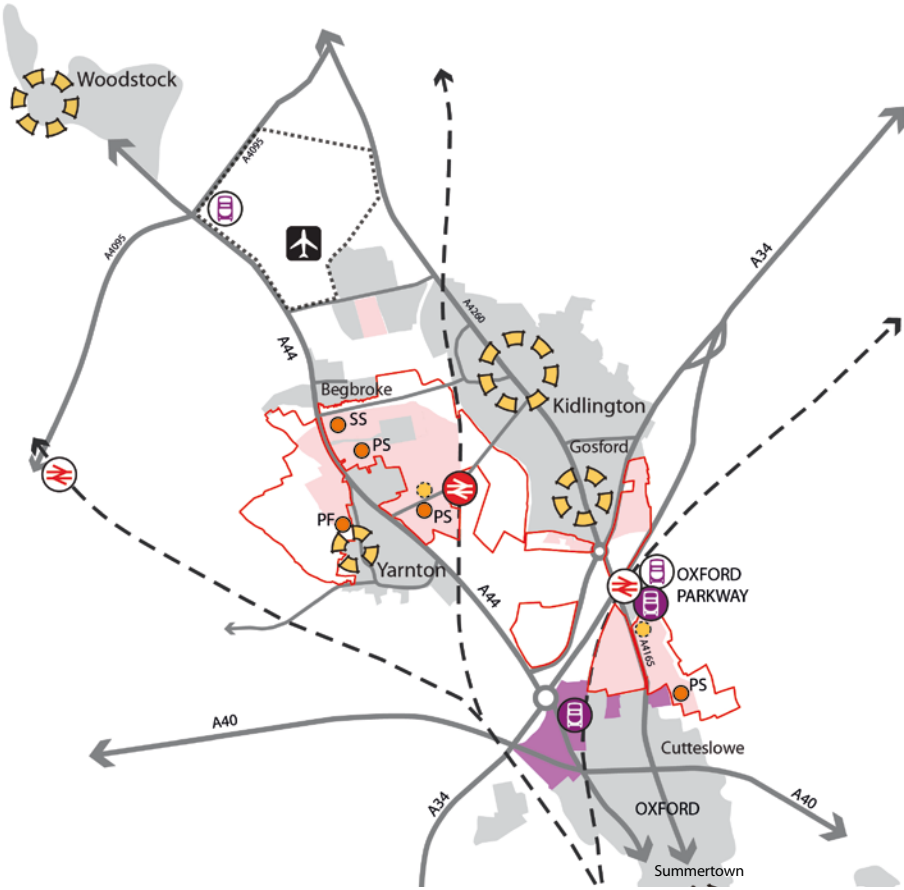 Woodstock
A4095
A4095
A34
A4260
A44
Begbroke
Kidlington
SS
Gosford
PS
PS
PF
Yarnton
OXFORD
PARKWAY
A44
A4165
PS
A40
Cutteslowe
A34
OXFORD
A40
Summertown